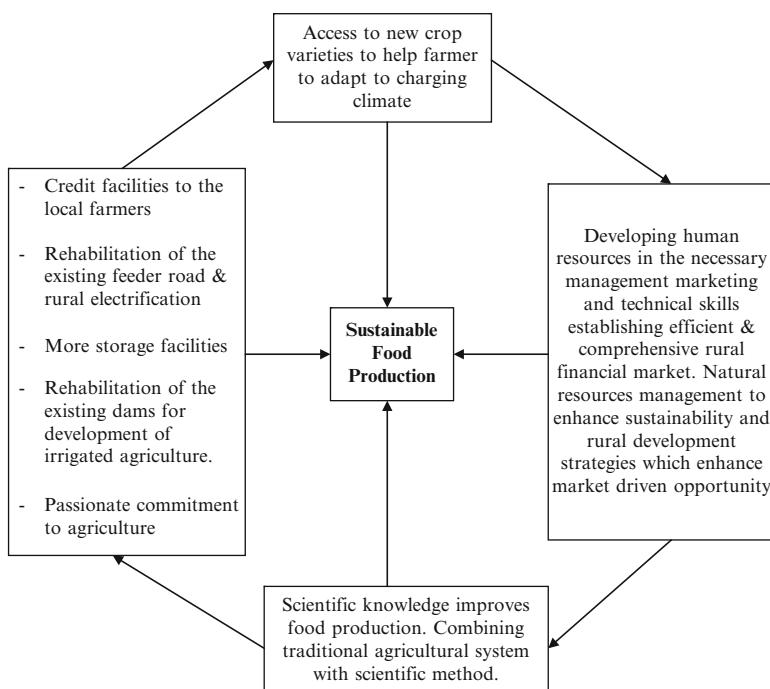 Access to new crop
varieties to help farmer
to adapt to charging
climate
- Credit facilities to the
local farmers
- Rehabilitation of the
existing feeder road &
rural electrification
- More storage facilities
- Rehabilitation of the
existing dams for
development of
irrigated agriculture.
- Passionate commitment
to agriculture
Sustainable
Food
Production
Developing human
resources in the necessary
management marketing
and technical skills
establishing efficient &
comprehensive rural
financial market. Natural
resources management to
enhance sustainability and
rural development
strategies which enhance
market driven opportunity
Scientific knowledge improves
food production. Combining
traditional agricultural system
with scientific method.